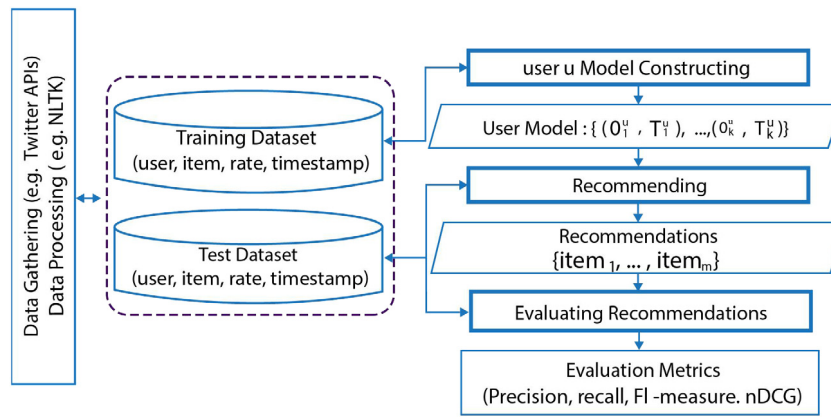 Data Gathering (e.g. Twitter APIs)
Data Processing ( e.g. NLTK)
Training Dataset
(user, item, rate, timestamp)
Test Dataset
(user, item, rate, timestamp)
user u Model Constructing
User Model : { (O₁ᵘ , T₁ᵘ), ...,(Oₖᵘ , Tₖᵘ)}
Recommending
Recommendations
{item ₁, ... , itemₘ}
Evaluating Recommendations
Evaluation Metrics
(Precision, recall, Fl -measure. nDCG)